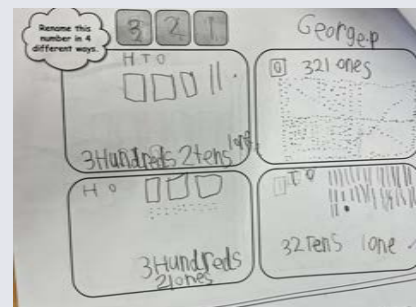 Rename this
number in 4
different ways.
3 2 1
George.p
H T O
3 Hundreds 2 tens 1 one
O 321 ones
H O
3 Hundreds
21 ones
T O
32 Tens 1 one